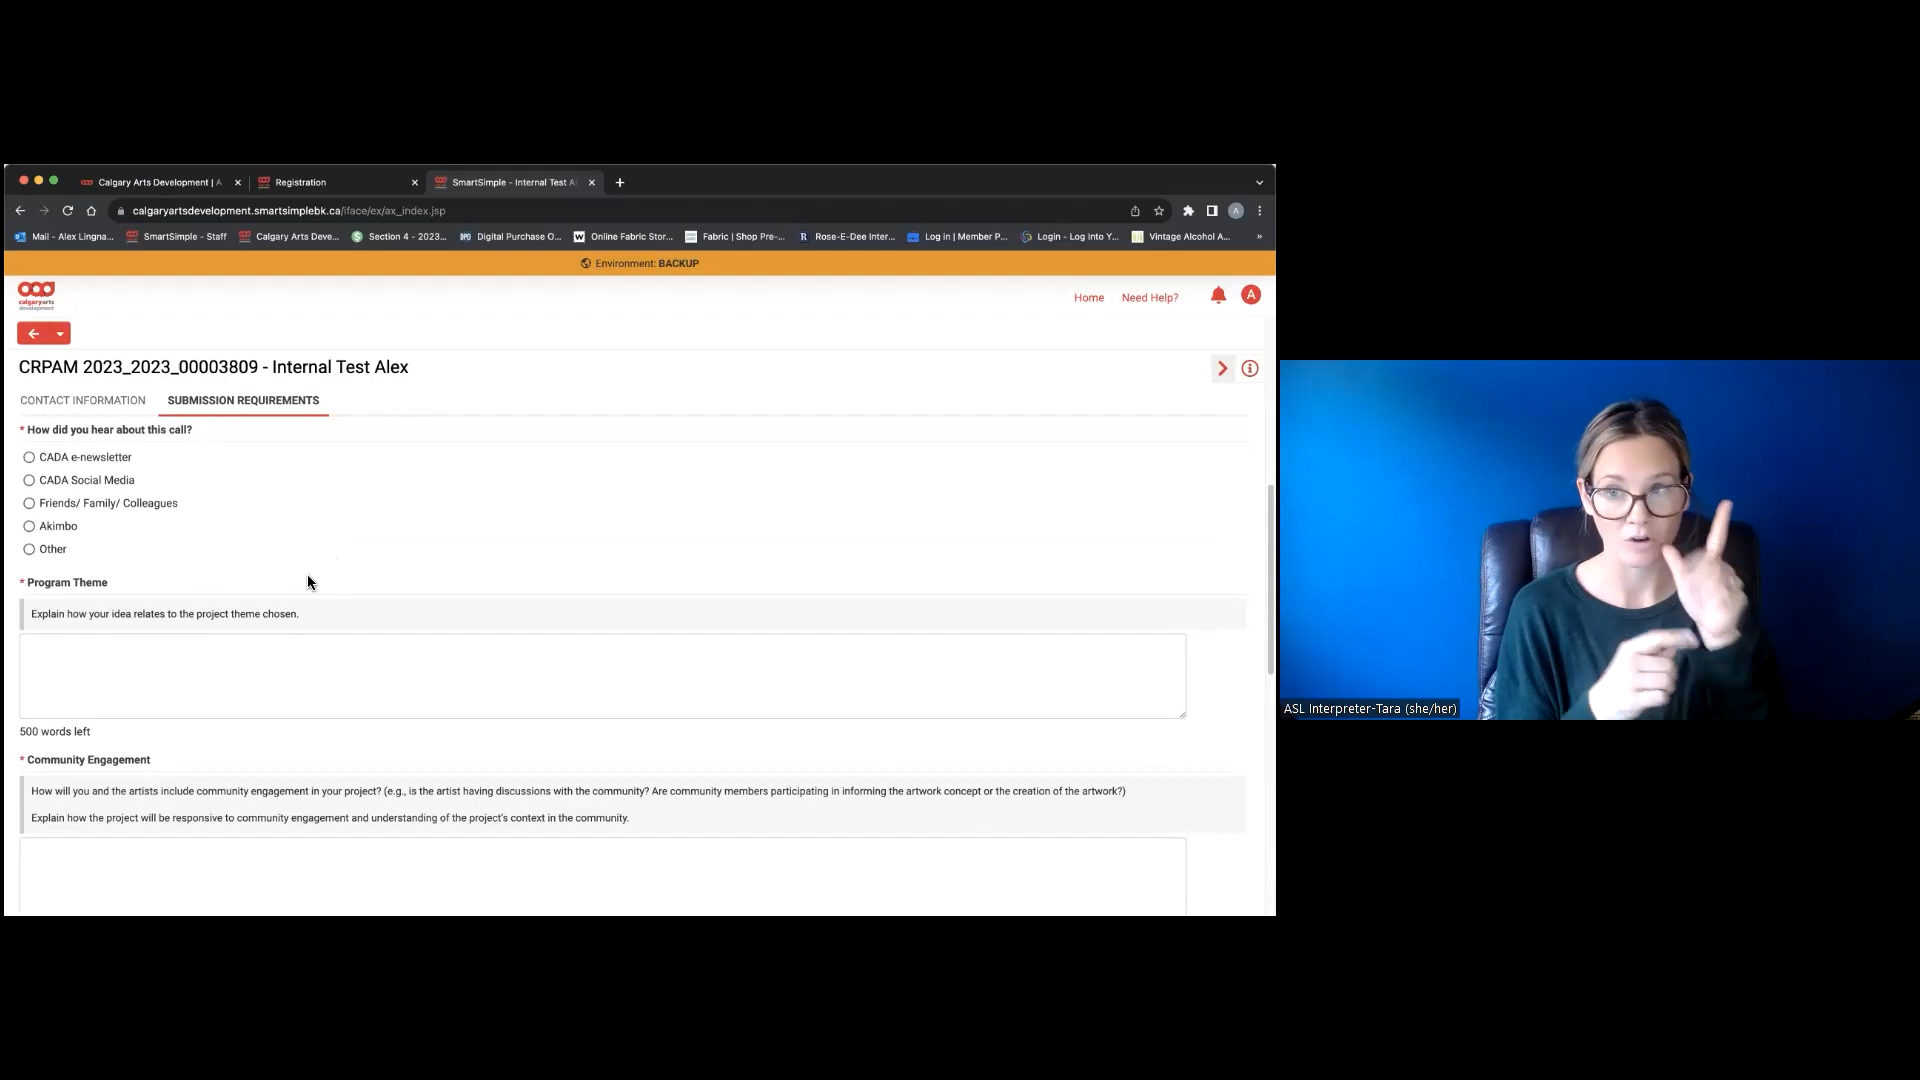 Calgary Arts Development | A
Registration
SmartSimple - Internal Test Al
calgaryartsdevelopment.smartsimplebk.ca/iface/ex/ax_index.jsp
A
Mail - Alex Lingna...
SmartSimple - Staff
Calgary Arts Deve...
Section 4 - 2023...
Digital Purchase O...
Online Fabric Stor...
Fabric | Shop Pre-...
Rose-E-Dee Inter...
Log in | Member P...
Login - Log Into Y...
Vintage Alcohol A...
»
Environment: BACKUP
calgaryarts
development
Home
Need Help?
A
CRPAM 2023_2023_00003809 - Internal Test Alex
CONTACT INFORMATION
SUBMISSION REQUIREMENTS
* How did you hear about this call?
CADA e-newsletter
CADA Social Media
Friends/ Family/ Colleagues
Akimbo
Other
* Program Theme
Explain how your idea relates to the project theme chosen.
500 words left
* Community Engagement
How will you and the artists include community engagement in your project? (e.g., is the artist having discussions with the community? Are community members participating in informing the artwork concept or the creation of the artwork?)
Explain how the project will be responsive to community engagement and understanding of the project's context in the community.
ASL Interpreter-Tara (she/her)